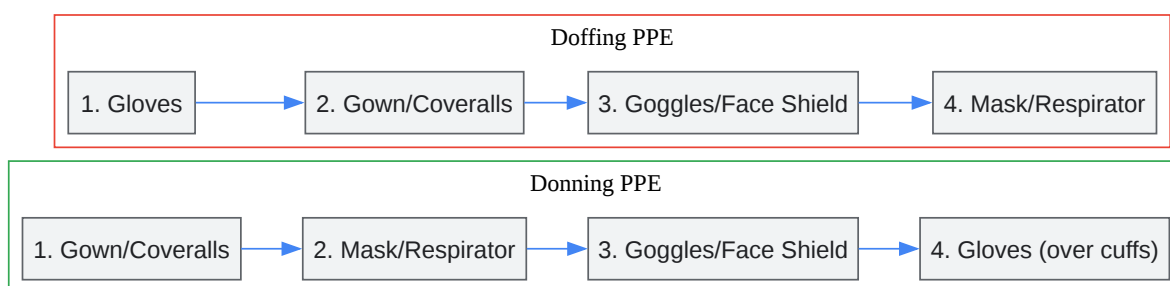 Doffing PPE
1. Gloves
2. Gown/Coveralls
3. Goggles/Face Shield
4. Mask/Respirator
Donning PPE
1. Gown/Coveralls
2. Mask/Respirator
3. Goggles/Face Shield
4. Gloves (over cuffs)